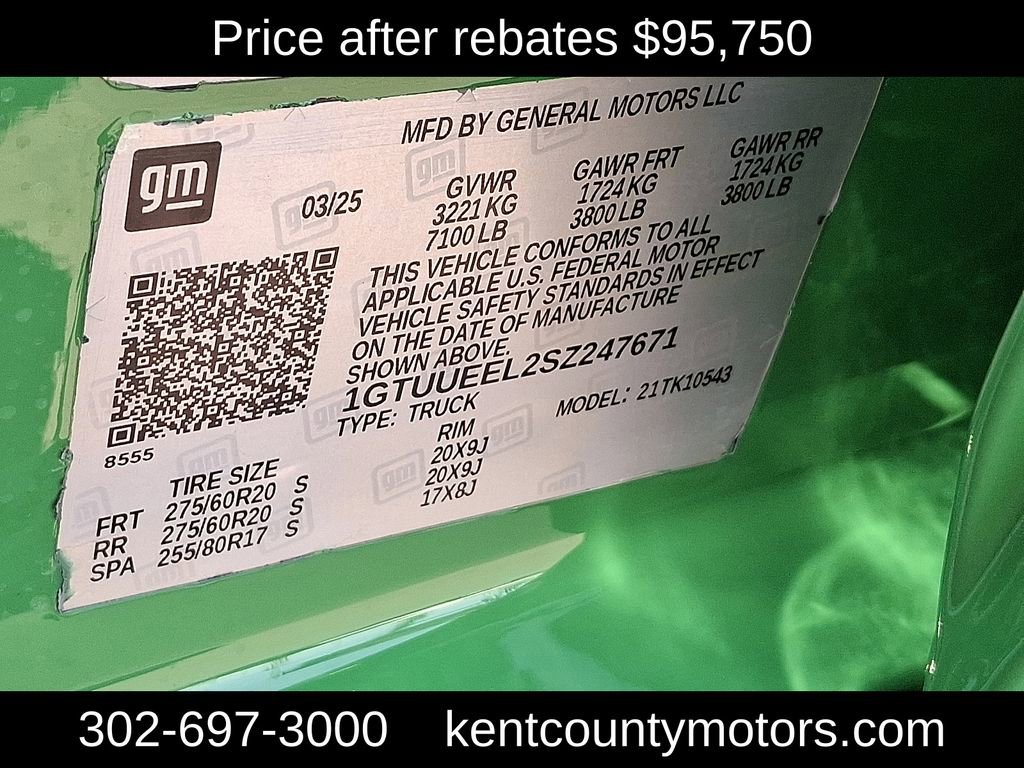 Price after rebates $95,750
MFD BY GENERAL MOTORS LLC
gm
03/25
GVWR GAWR FRT GAWR RR
3221 KG 1724 KG 1724 KG
7100 LB 3800 LB 3800 LB
THIS VEHICLE CONFORMS TO ALL
APPLICABLE U.S. FEDERAL MOTOR
VEHICLE SAFETY STANDARDS IN EFFECT
ON THE DATE OF MANUFACTURE
SHOWN ABOVE.
1GTUUEEL2SZ247671
TYPE: TRUCK MODEL: 21TK10543
8555
TIRE SIZE RIM
FRT 275/60R20 S 20X9J
RR 275/60R20 S 20X9J
SPA 255/80R17 S 17X8J
302-697-3000 kentcountymotors.com